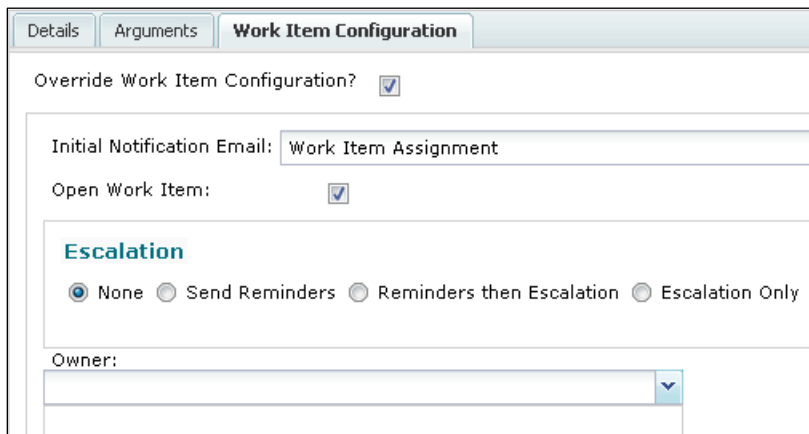 Details Arguments Work Item Configuration
Override Work Item Configuration?
Initial Notification Email: Work Item Assignment
Open Work Item:
Escalation
None Send Reminders Reminders then Escalation Escalation Only
Owner: